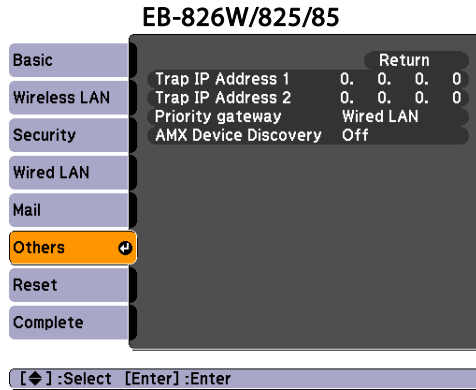 EB-826W/825/85
Basic
Wireless LAN
Security
Wired LAN
Mail
Others
Reset
Complete
Return
Trap IP Address 1 0. 0. 0. 0
Trap IP Address 2 0. 0. 0. 0
Priority gateway Wired LAN
AMX Device Discovery Off
[◆] :Select [Enter] :Enter